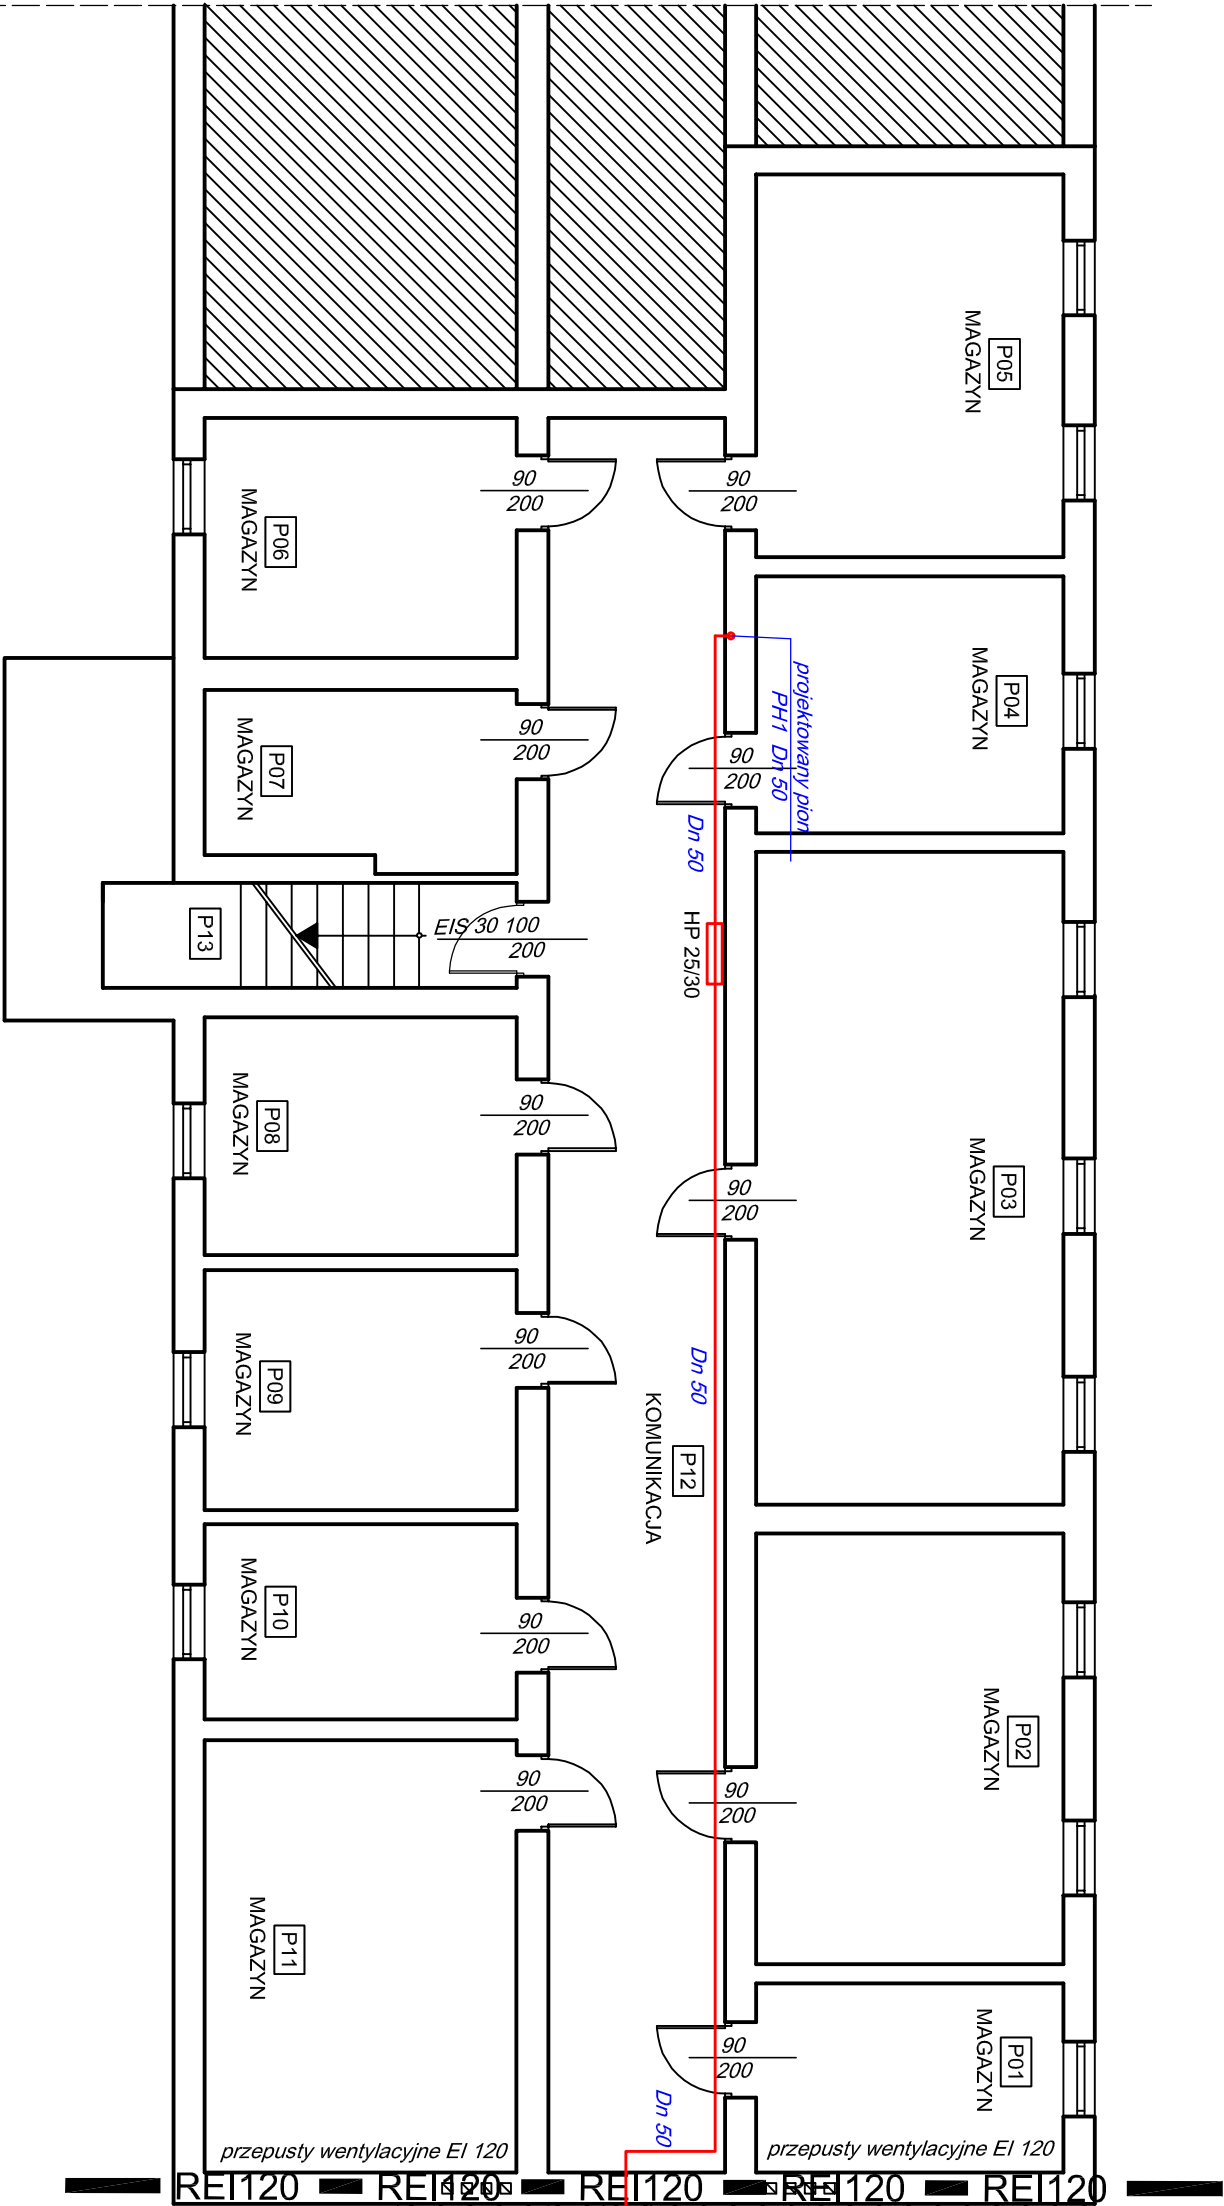 P05
MAGAZYN
90
200
90
200
P06
MAGAZYN
P04
MAGAZYN
projektowany pion
PH1 Dn 50
90
200
90
200
P07
MAGAZYN
Dn 50
EIS 30 100
200
P13
HP 25/30
90
200
P08
MAGAZYN
P03
MAGAZYN
90
200
90
200
P09
MAGAZYN
Dn 50
P12
KOMUNIKACJA
90
200
P10
MAGAZYN
P02
MAGAZYN
90
200
90
200
P11
MAGAZYN
P01
MAGAZYN
90
200
Dn 50
przepusty wentylacyjne EI 120
przepusty wentylacyjne EI 120
REI120 REI120 REI120 REI120 REI120